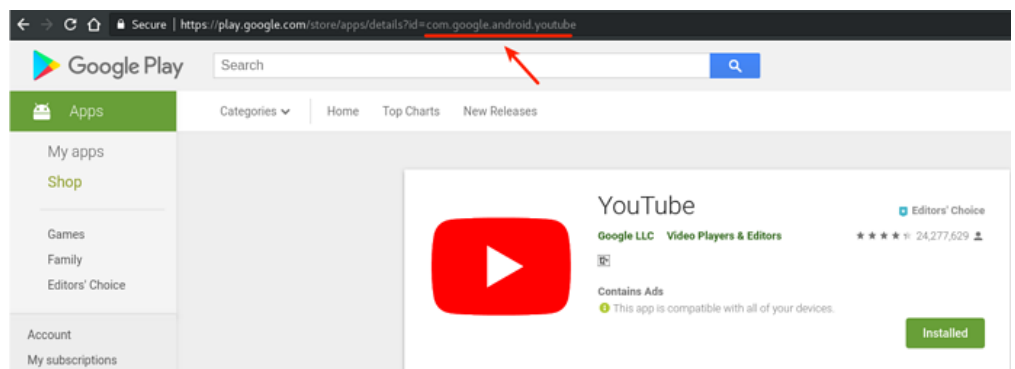 Secure | https://play.google.com/store/apps/details?id=com.google.android.youtube
Google Play
Search
Apps
Categories
Home
Top Charts
New Releases
My apps
Shop
Games
Family
Editors' Choice
Account
My subscriptions
YouTube
Editors' Choice
Google LLC Video Players & Editors
24,277,629
Contains Ads
This app is compatible with all of your devices.
Installed